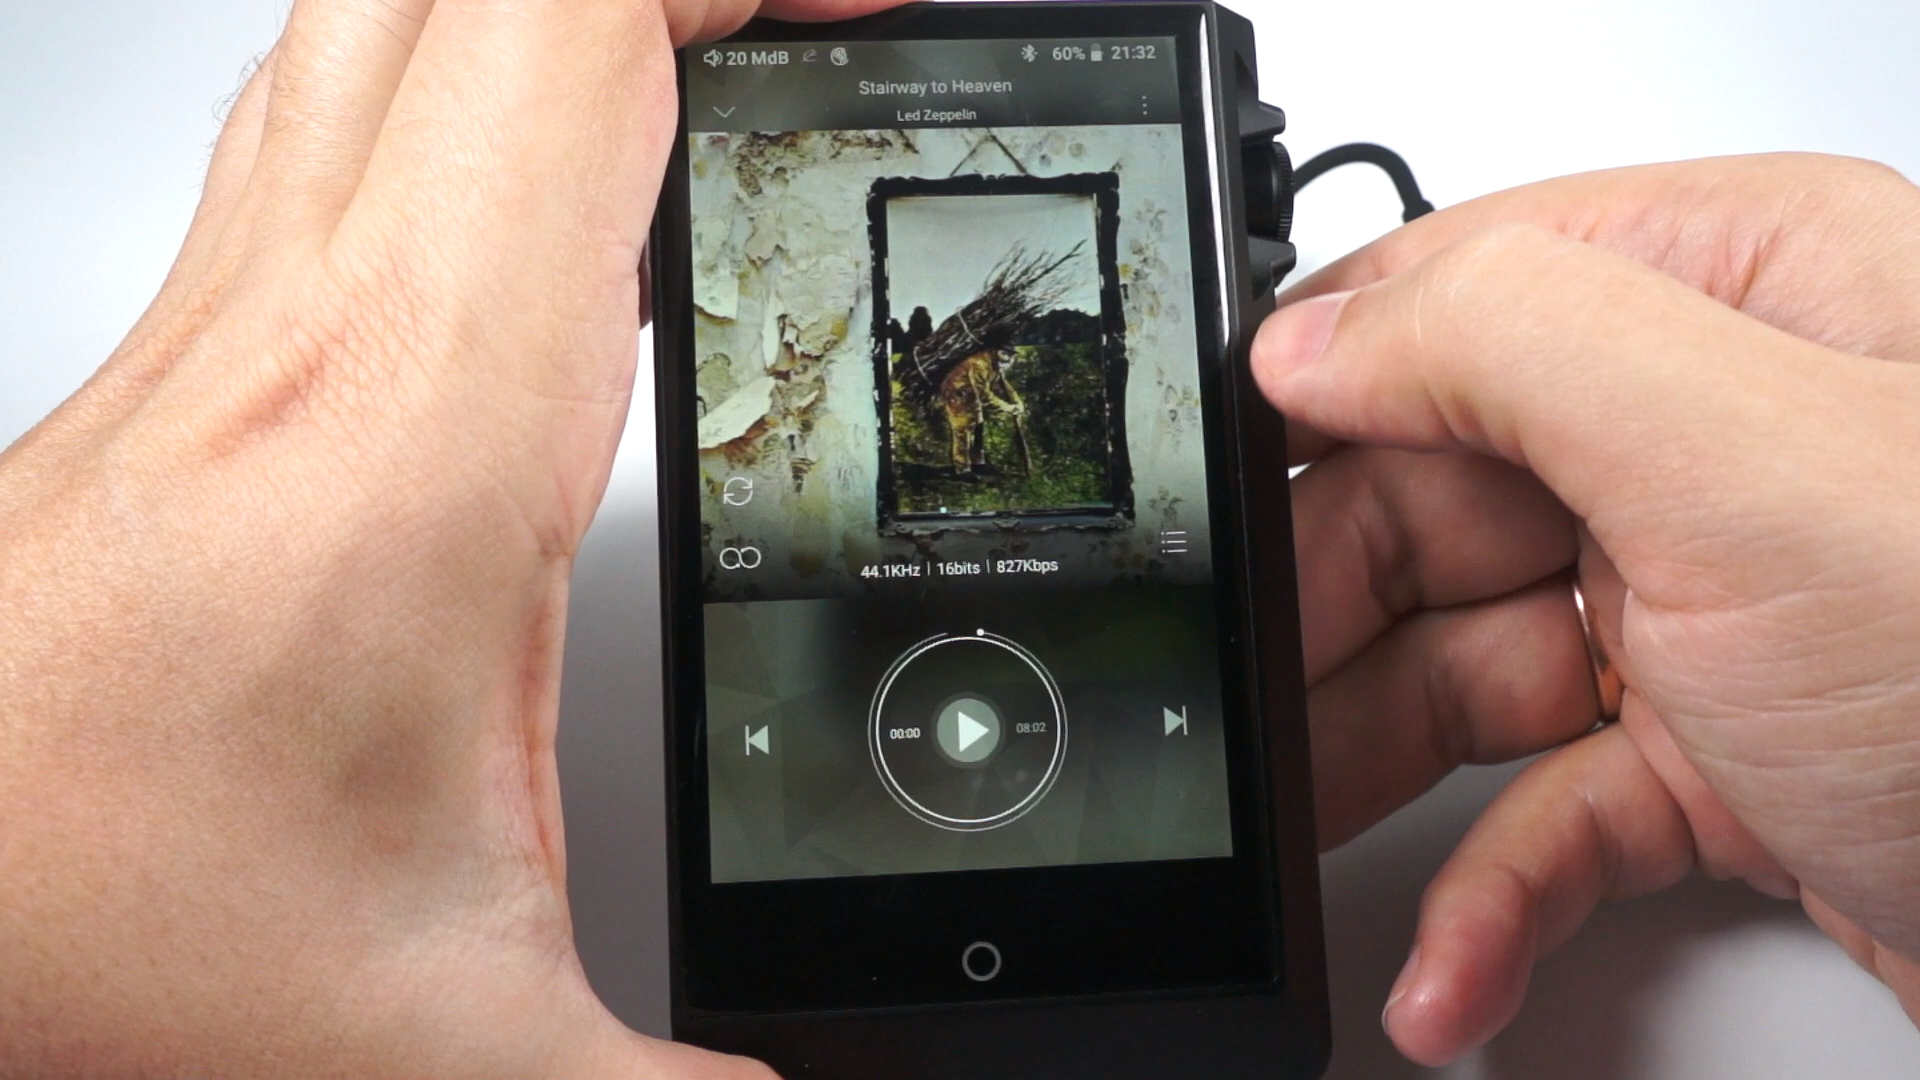 20 MdB 60% 21:32
Stairway to Heaven
Led Zeppelin
44.1KHz | 16bits | 827Kbps
00:00 08:02